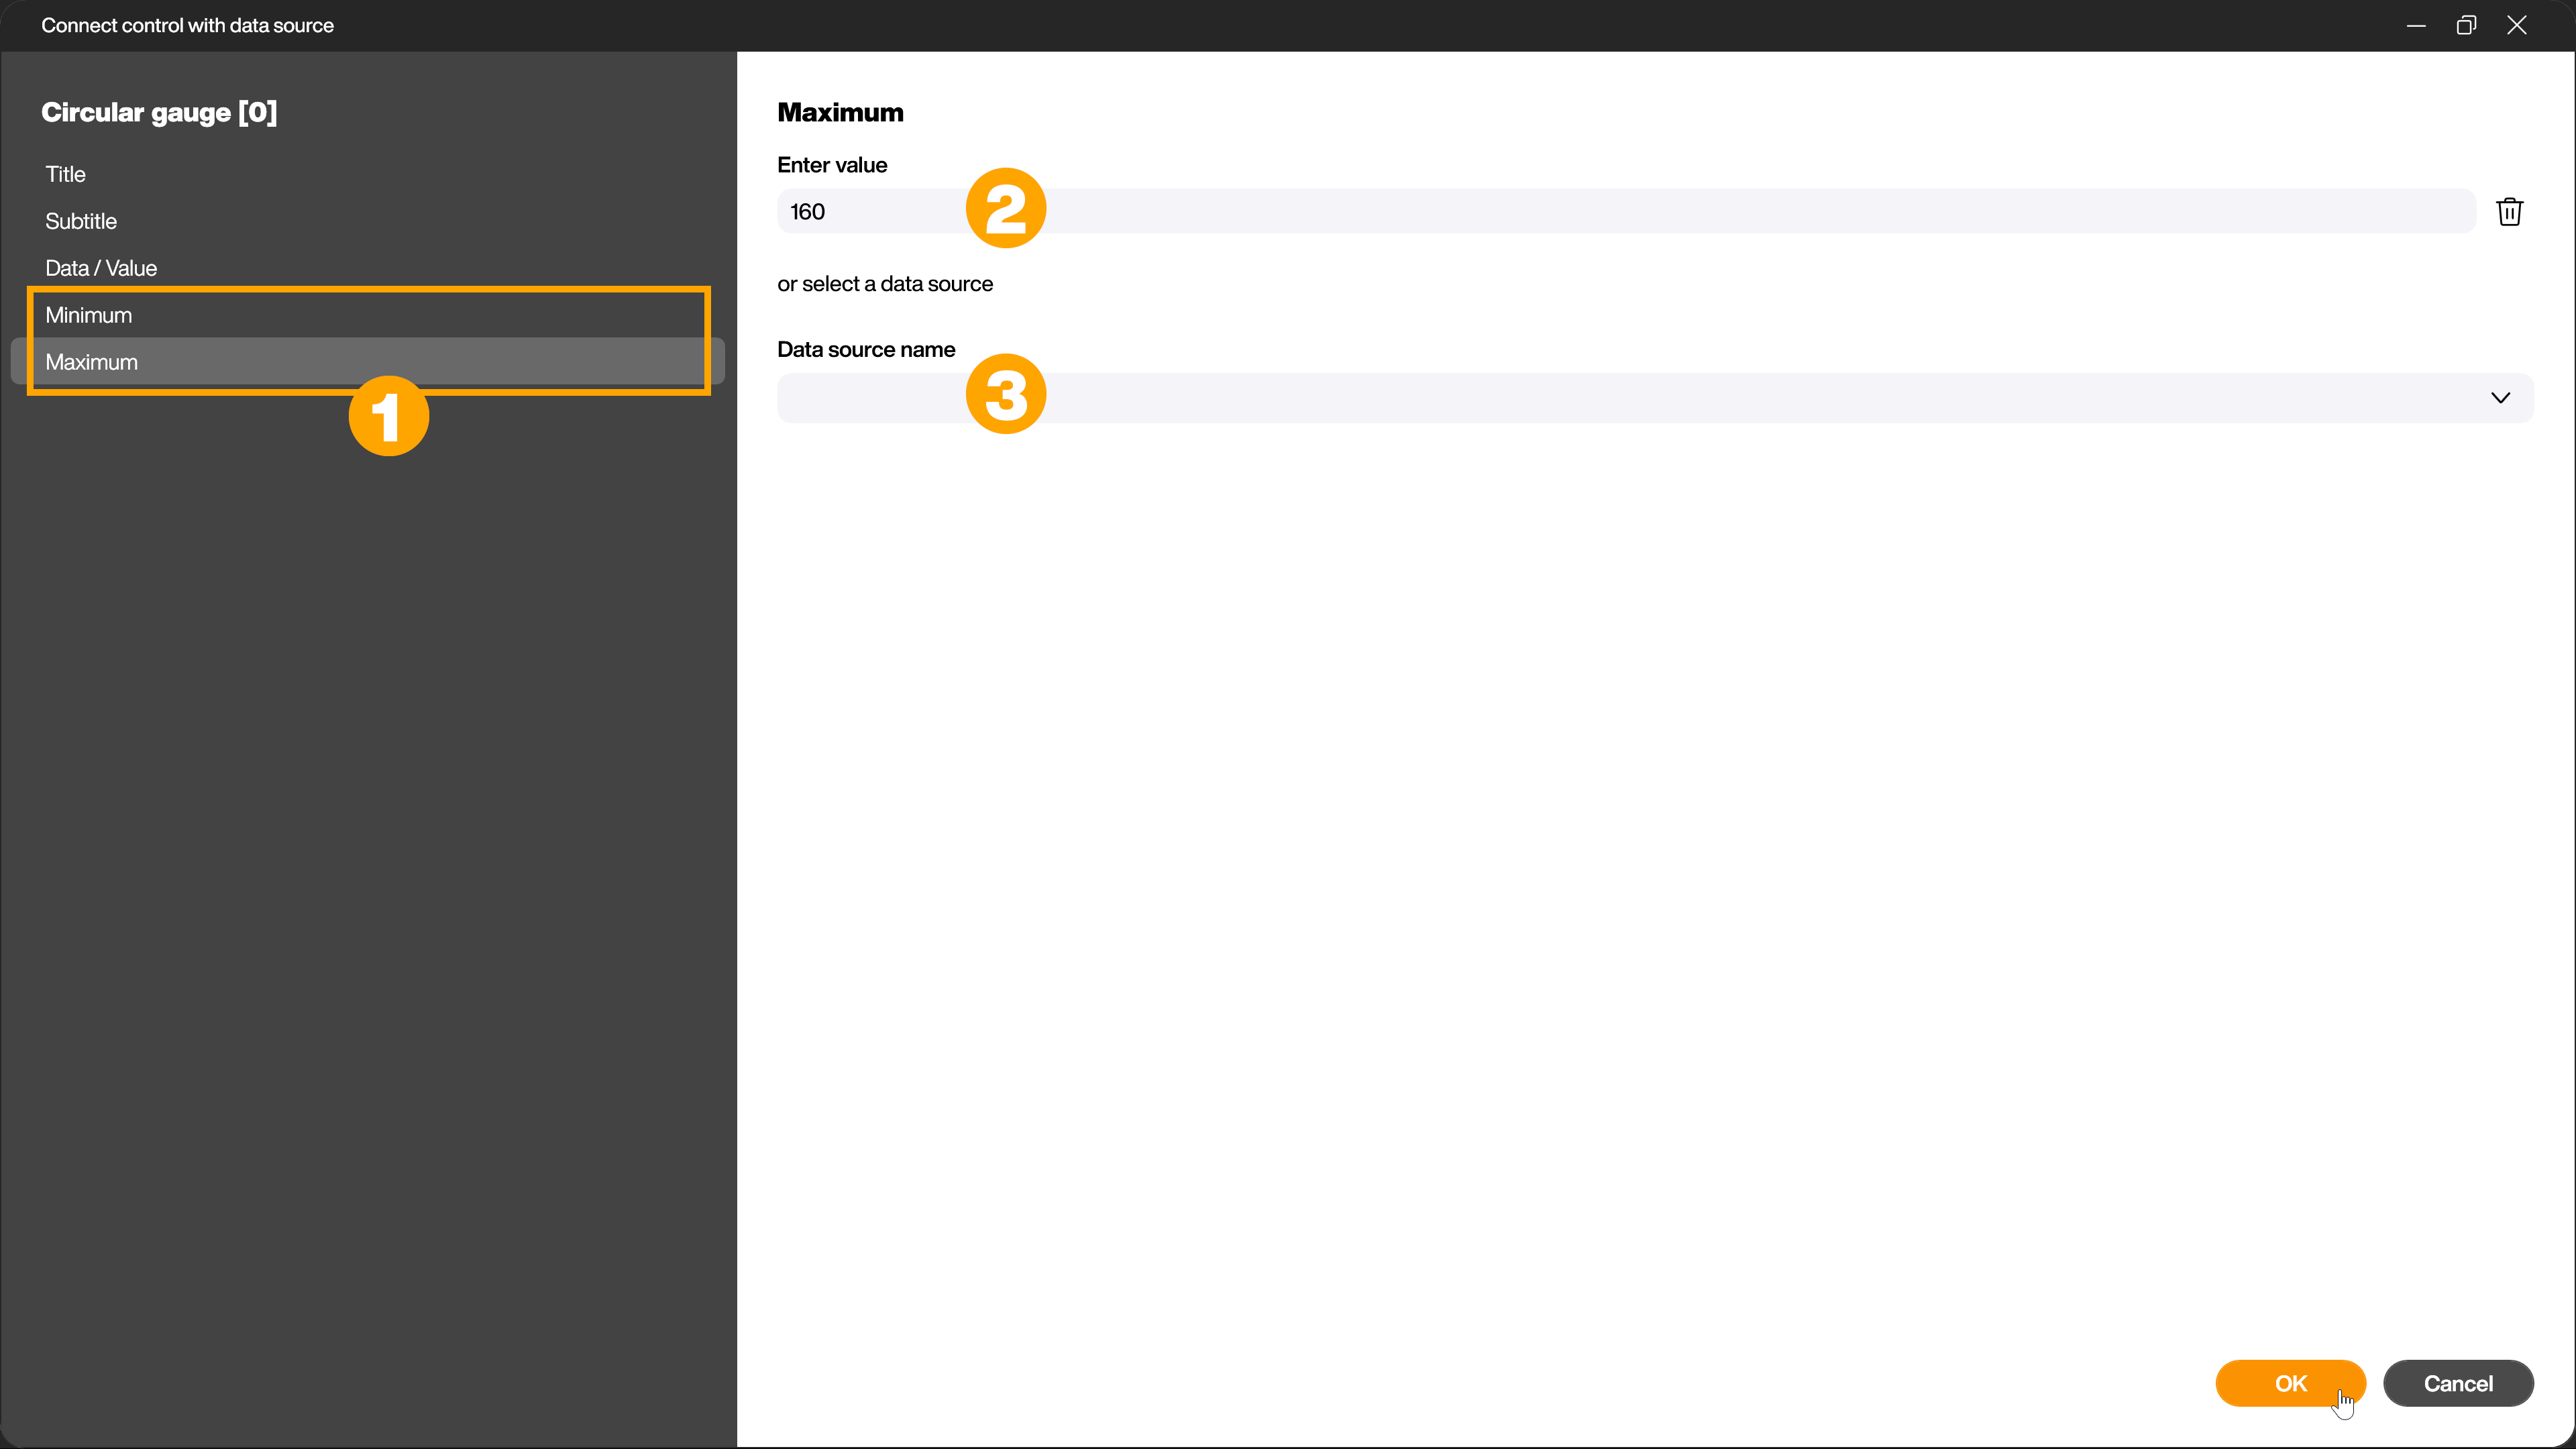 Connect control with data source
Circular gauge [0]
Title
Subtitle
Data / Value
Minimum
Maximum
1
Maximum
Enter value
160
2
or select a data source
Data source name
3
OK
Cancel